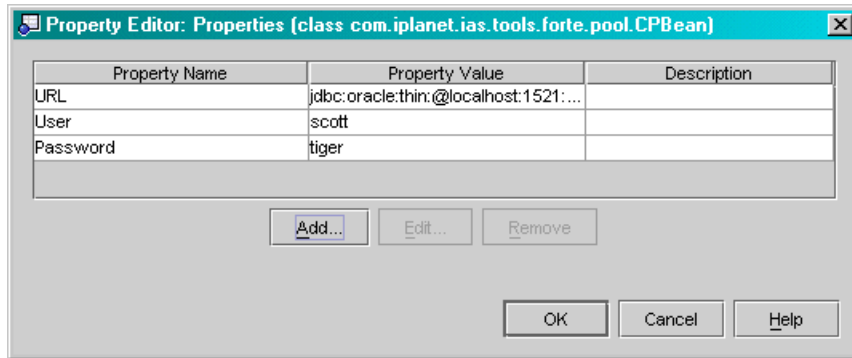 Property Editor: Properties (class com.iplanet.ias.tools.forte.pool.CPBean)
Property Name Property Value Description
URL jdbc:oracle:thin:@localhost:1521:...
User scott
Password tiger
Add... Edit... Remove
OK Cancel Help